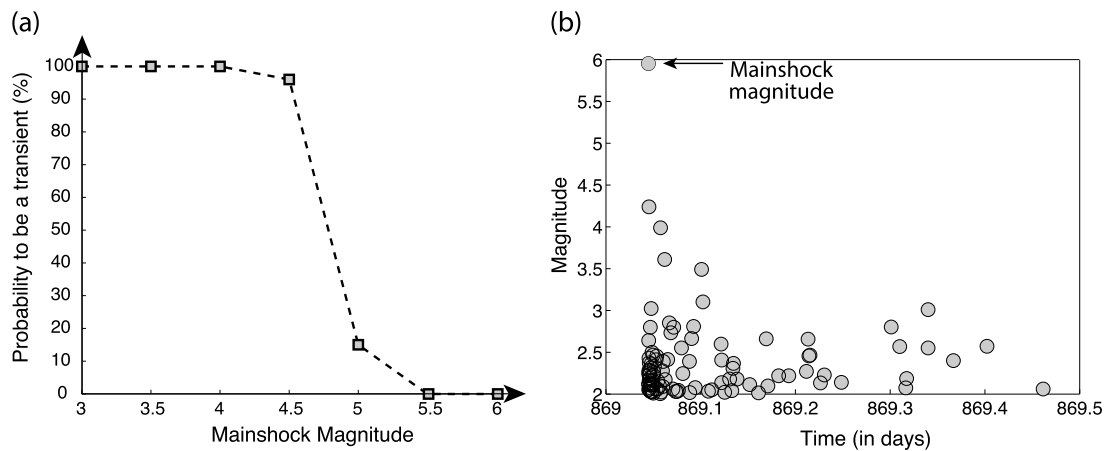 (a)
Probability to be a transient (%)
100
90
80
70
60
50
40
30
20
10
0
3 3.5 4 4.5 5 5.5 6
Mainshock Magnitude
(b)
Magnitude
6
5.5
5
4.5
4
3.5
3
2.5
2
Mainshock
magnitude
869 869.1 869.2 869.3 869.4 869.5
Time (in days)